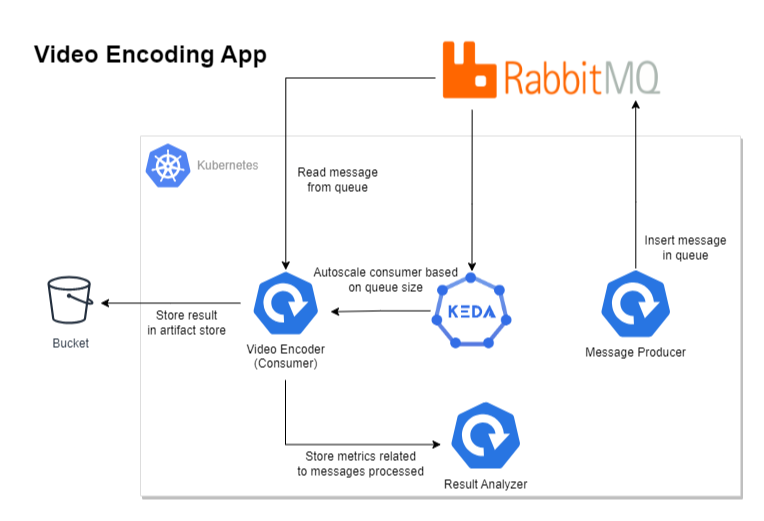 Video Encoding App
RabbitMQ
Kubernetes
Read message
from queue
Insert message
in queue
Autoscale consumer based
on queue size
KEDA
Store result
in artifact store
Bucket
Video Encoder
(Consumer)
Message Producer
Store metrics related
to messages processed
Result Analyzer